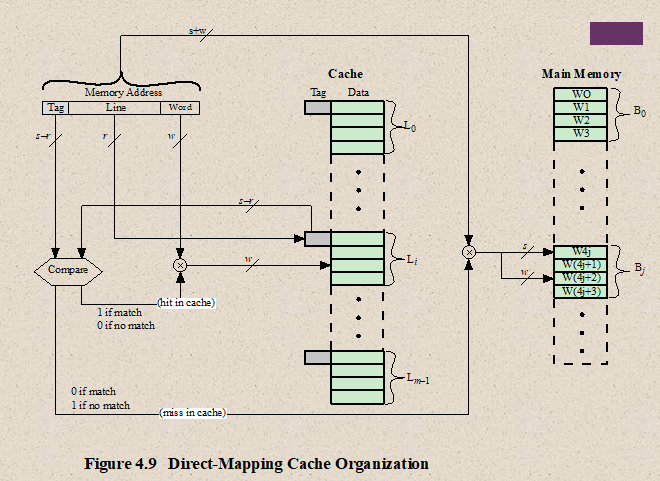 s+w
Cache
Main Memory
Memory Address
Tag Data
Tag Line Word
W0
W1
W2
W3
B0
L0
s–r
r
w
s–r
Compare
w
Li
s
w
W4j
W(4j+1)
W(4j+2)
W(4j+3)
Bj
(hit in cache)
1 if match
0 if no match
Lm–1
0 if match
1 if no match
(miss in cache)
Figure 4.9 Direct-Mapping Cache Organization